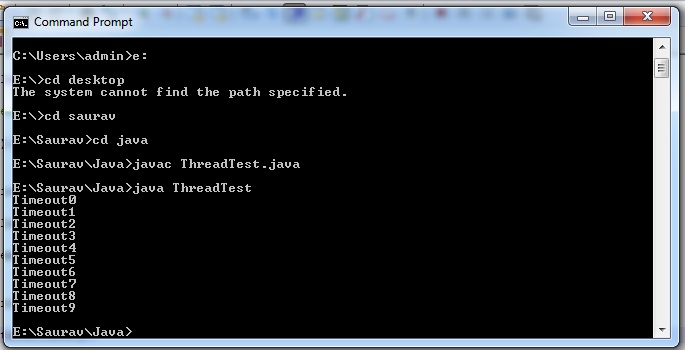 Command Prompt
C:\Users\admin>e:
E:\>cd desktop
The system cannot find the path specified.
E:\>cd saurav
E:\Saurav>cd java
E:\Saurav\Java>javac ThreadTest.java
E:\Saurav\Java>java ThreadTest
Timeout0
Timeout1
Timeout2
Timeout3
Timeout4
Timeout5
Timeout6
Timeout7
Timeout8
Timeout9
E:\Saurav\Java>